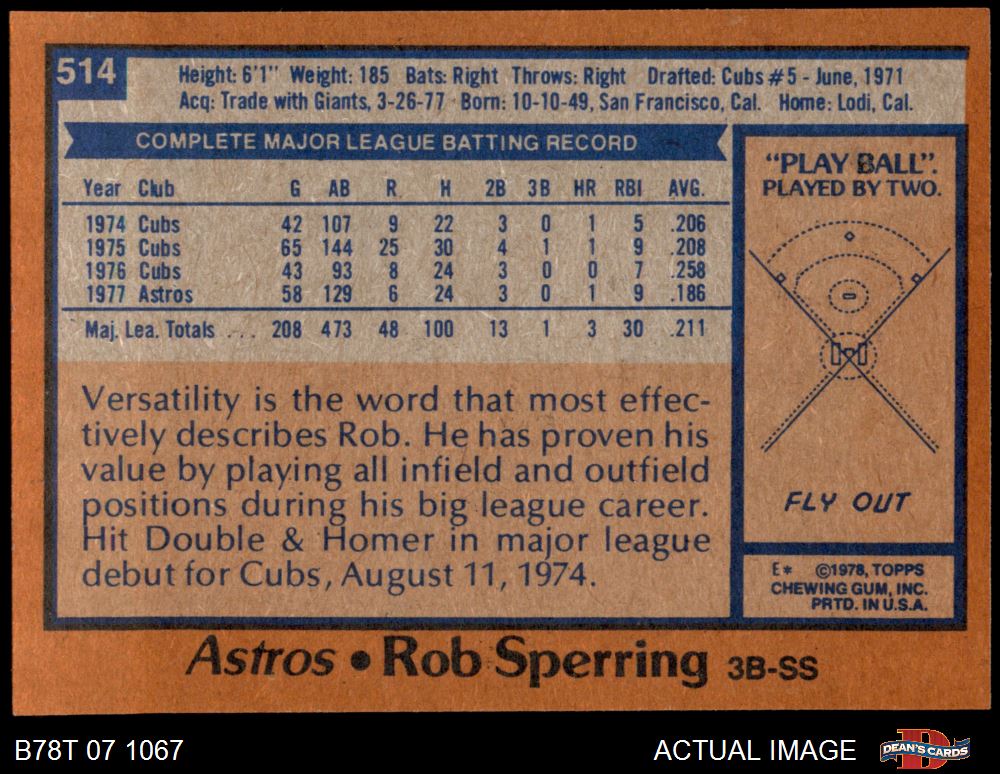 514
Height: 6'1" Weight: 185 Bats: Right Throws: Right Drafted: Cubs #5 - June, 1971
Acq: Trade with Giants, 3-26-77 Born: 10-10-49, San Francisco, Cal. Home: Lodi, Cal.
COMPLETE MAJOR LEAGUE BATTING RECORD
Year Club G AB R H 2B 3B HR RBI AVG.
1974 Cubs 42 107 9 22 3 0 1 5 .206
1975 Cubs 65 144 25 30 4 1 1 9 .208
1976 Cubs 43 93 8 24 3 0 0 7 .258
1977 Astros 58 129 6 24 3 0 1 9 .186
Maj. Lea. Totals ... 208 473 48 100 13 1 3 30 .211
Versatility is the word that most effec-
tively describes Rob. He has proven his
value by playing all infield and outfield
positions during his big league career.
Hit Double & Homer in major league
debut for Cubs, August 11, 1974.
"PLAY BALL".
PLAYED BY TWO.
FLY OUT
E* ©1978, TOPPS
CHEWING GUM, INC.
PRTD. IN U.S.A.
Astros • Rob Sperring 3B-SS
B78T 07 1067
ACTUAL IMAGE
DEAN'S CARDS